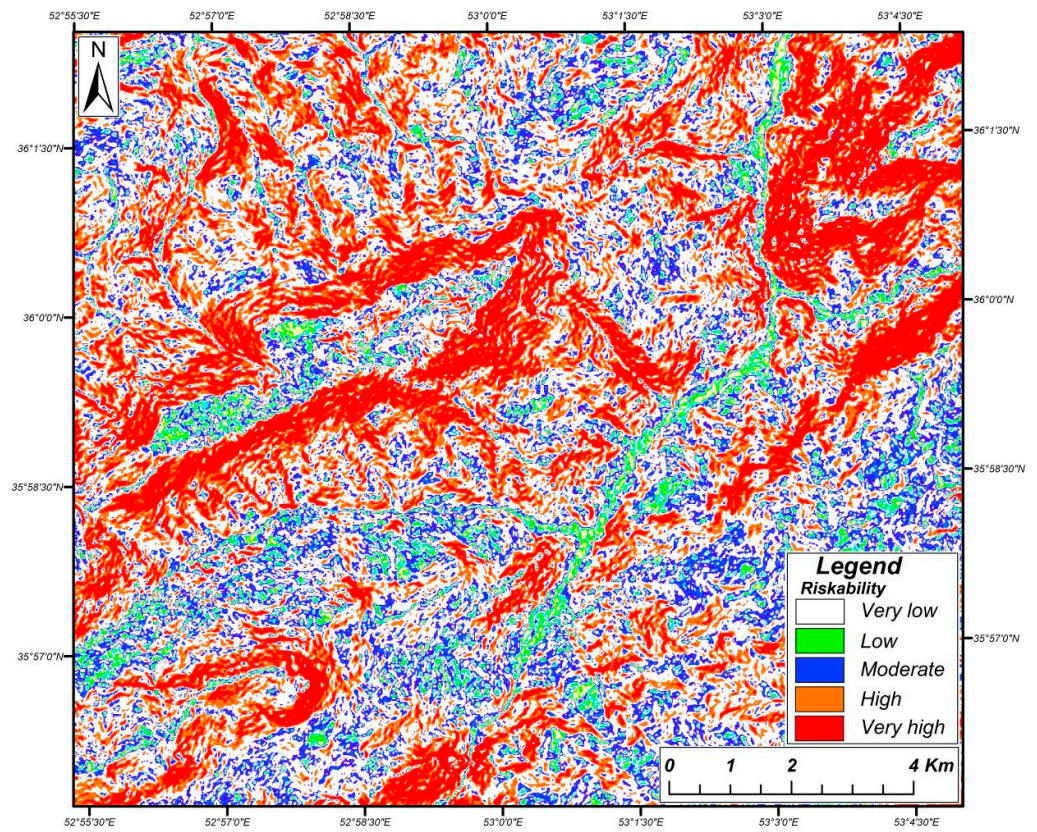 52°55'30"E 52°57'0"E 52°58'30"E 53°0'0"E 53°1'30"E 53°3'0"E 53°4'30"E
N
36°1'30"N 36°1'30"N
36°0'0"N 36°0'0"N
35°58'30"N 35°58'30"N
35°57'0"N 35°57'0"N
Legend
Riskability
Very low
Low
Moderate
High
Very high
0 1 2 4 Km
52°55'30"E 52°57'0"E 52°58'30"E 53°0'0"E 53°1'30"E 53°3'0"E 53°4'30"E